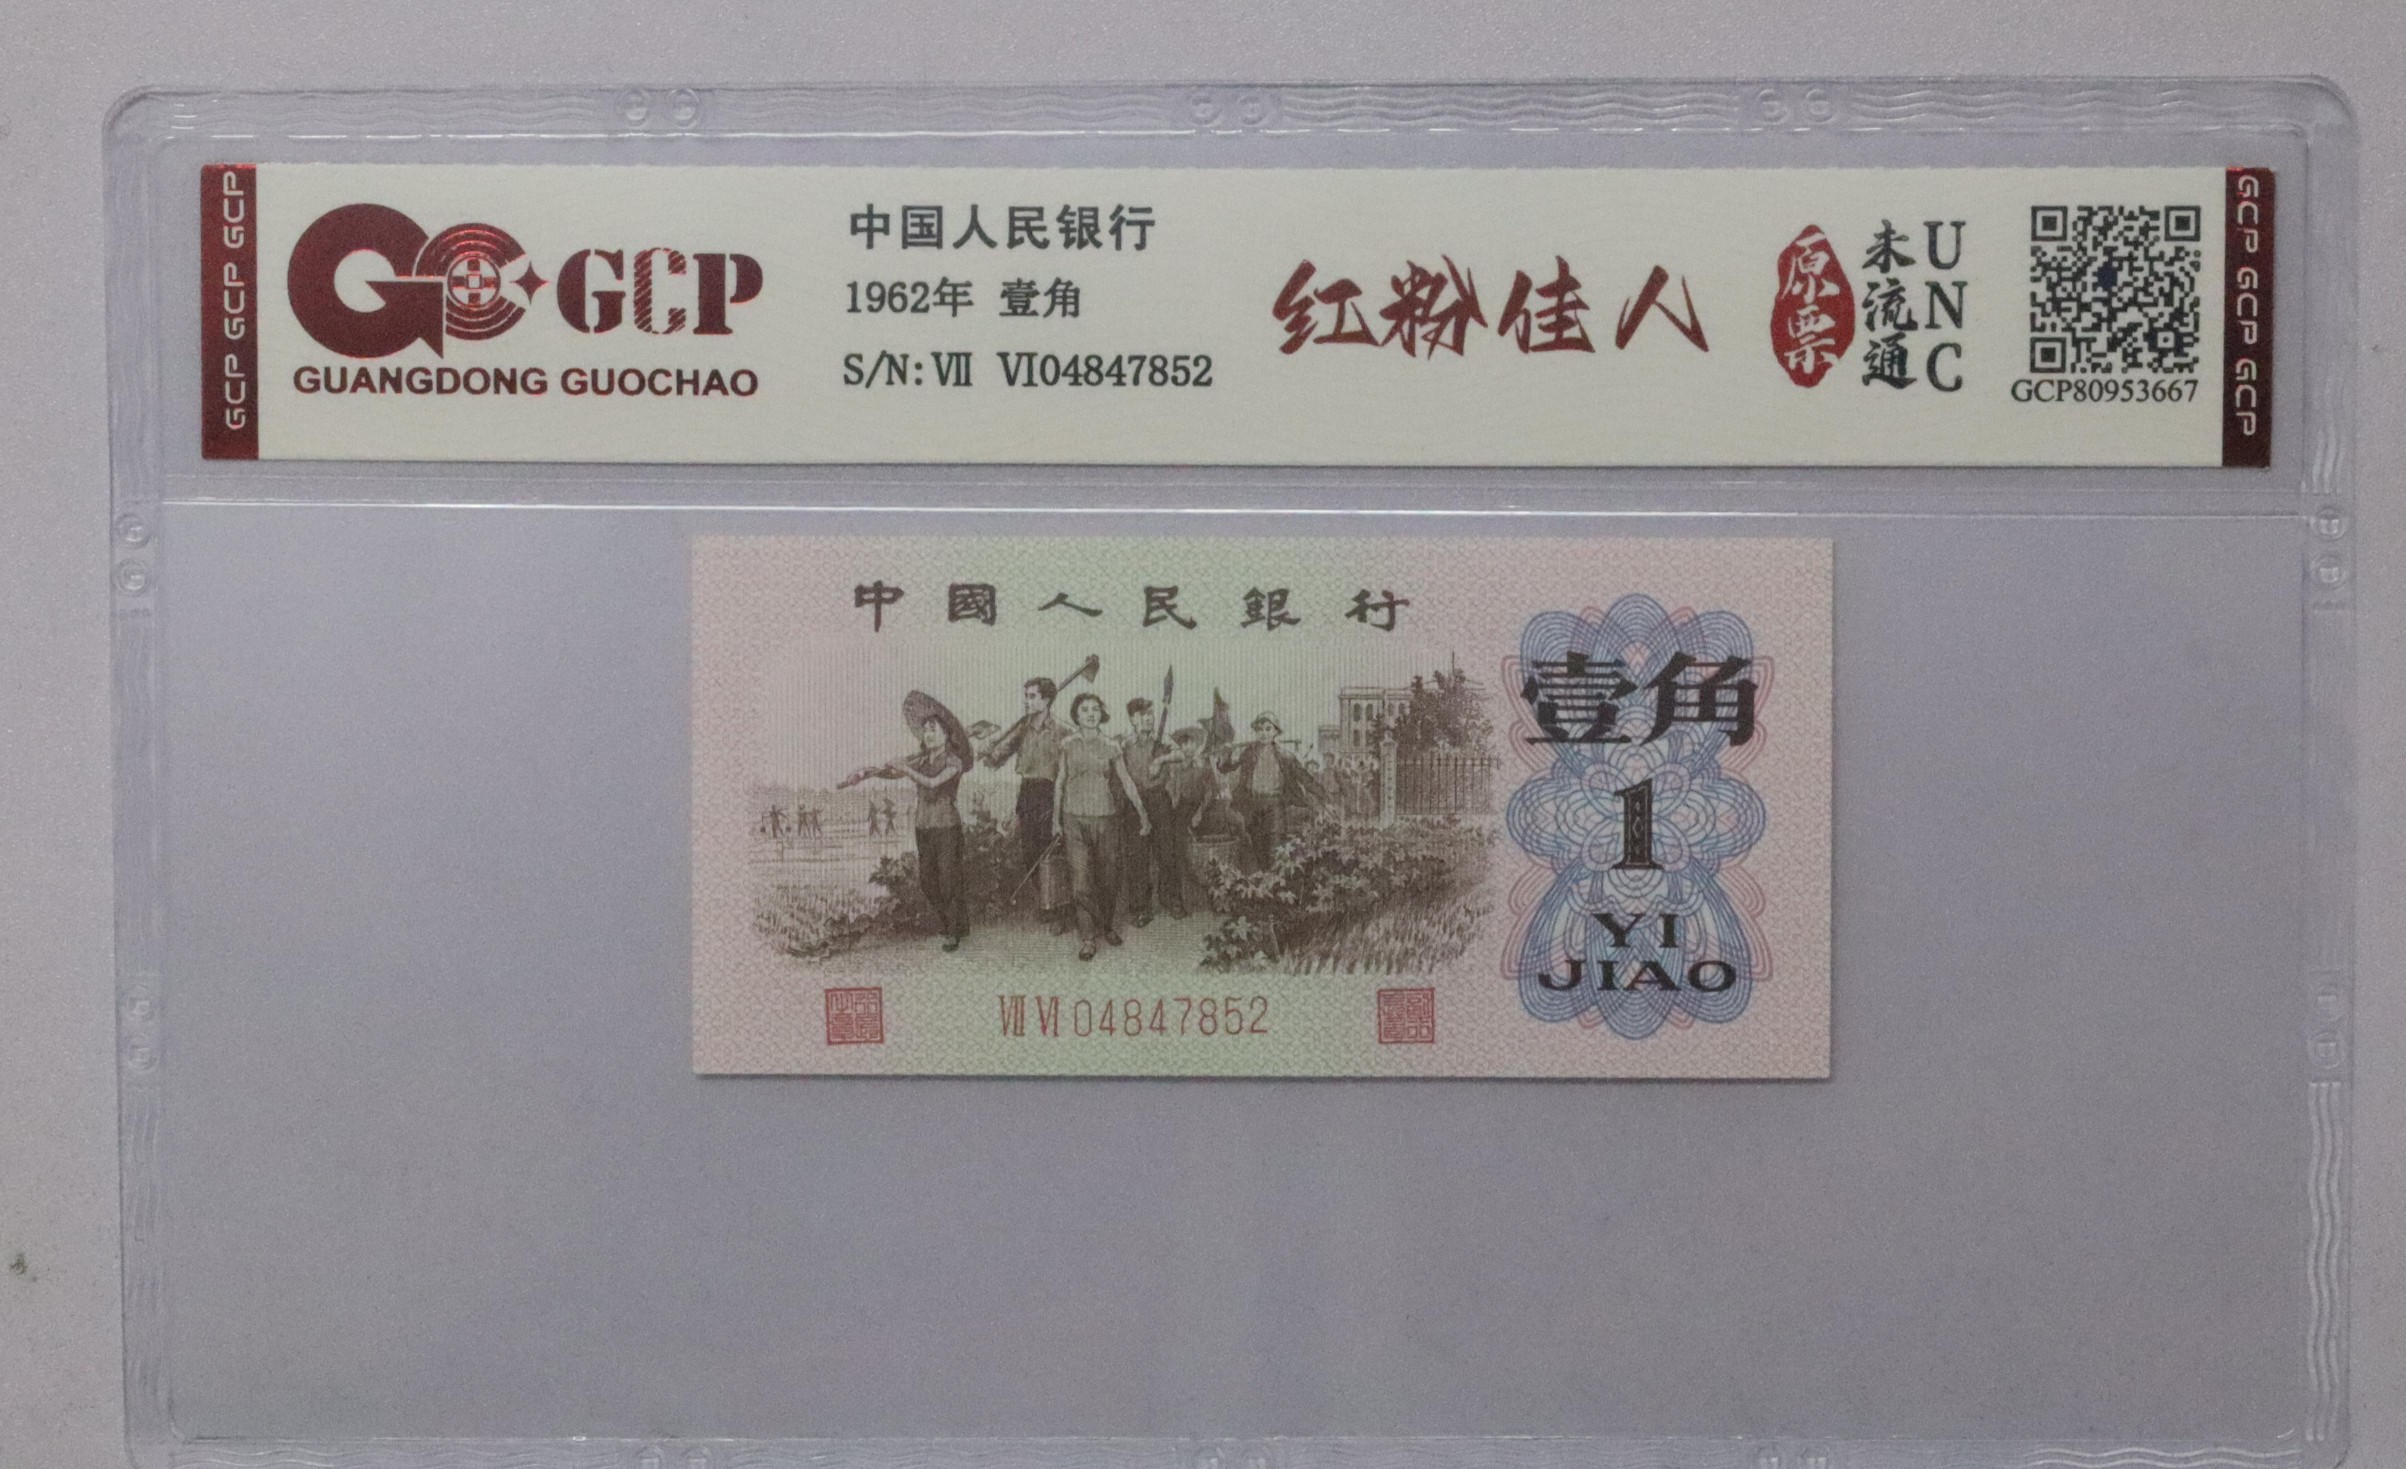 GCP GCP GCP
GCP
GUANGDONG GUOCHAO
中国人民银行
1962年 壹角
S/N: Ⅶ Ⅵ04847852
红粉佳人
原票
未流通
UNC
GCP80953667
GCP GCP GCP
中國人民銀行
壹角
1
YI
JIAO
Ⅶ Ⅵ 04847852